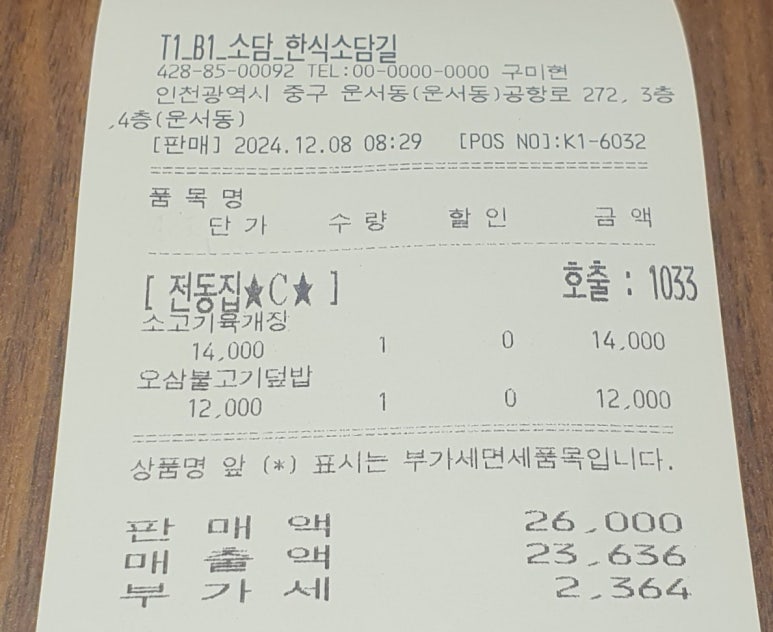 T1_B1_소담_한식소담길
428-85-00092 TEL:00-0000-0000 구미현
인천광역시 중구 운서동(운서동)공항로 272, 3층
,4층(운서동)
[판매] 2024.12.08 08:29 [POS NO]:K1-6032
품목명
단가 수량 할인 금액
[ 전동집★C★ ] 호출 : 1033
소고기육개장
14,000 1 0 14,000
오삼불고기덮밥
12,000 1 0 12,000
상품명 앞 (*) 표시는 부가세면세품목입니다.
판 매 액 26,000
매 출 액 23,636
부 가 세 2,364